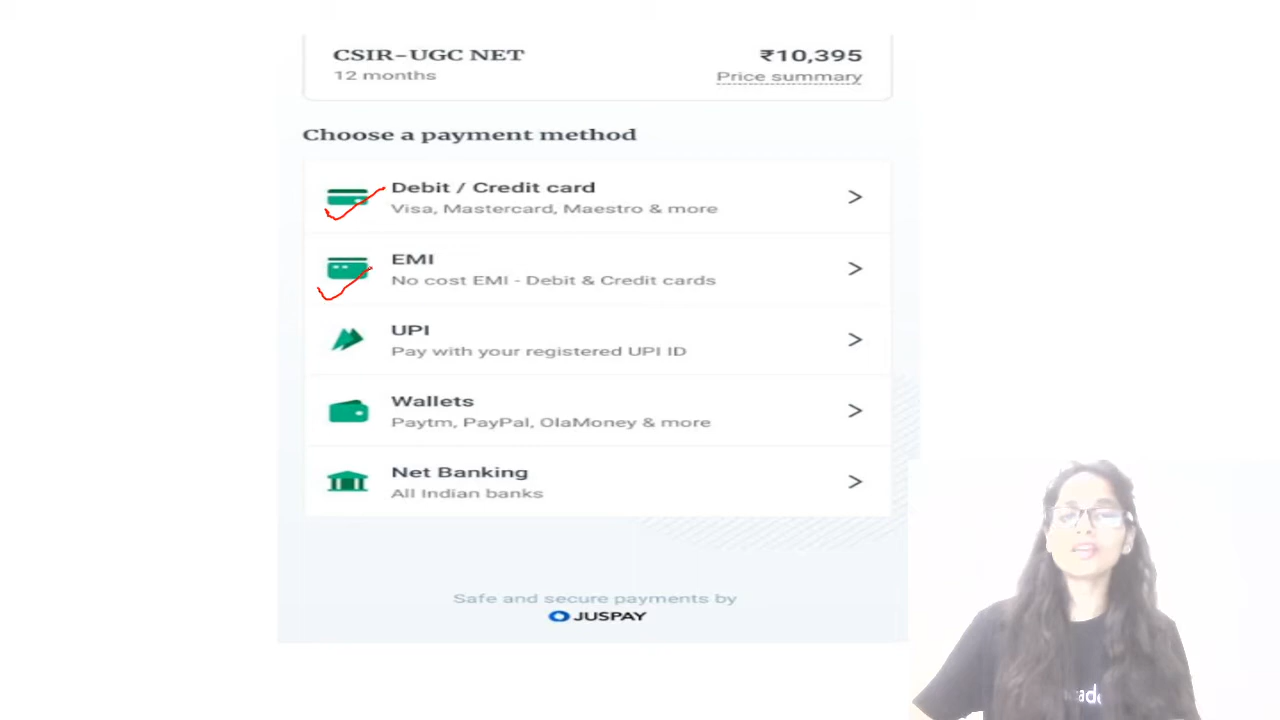 CSIR-UGC NET
₹10,395
12 months
Price summary
Choose a payment method
Debit / Credit card
Visa, Mastercard, Maestro & more
EMI
No cost EMI - Debit & Credit cards
UPI
Pay with your registered UPI ID
Wallets
Paytm, PayPal, OlaMoney & more
Net Banking
All Indian banks
Safe and secure payments by
JUSPAY